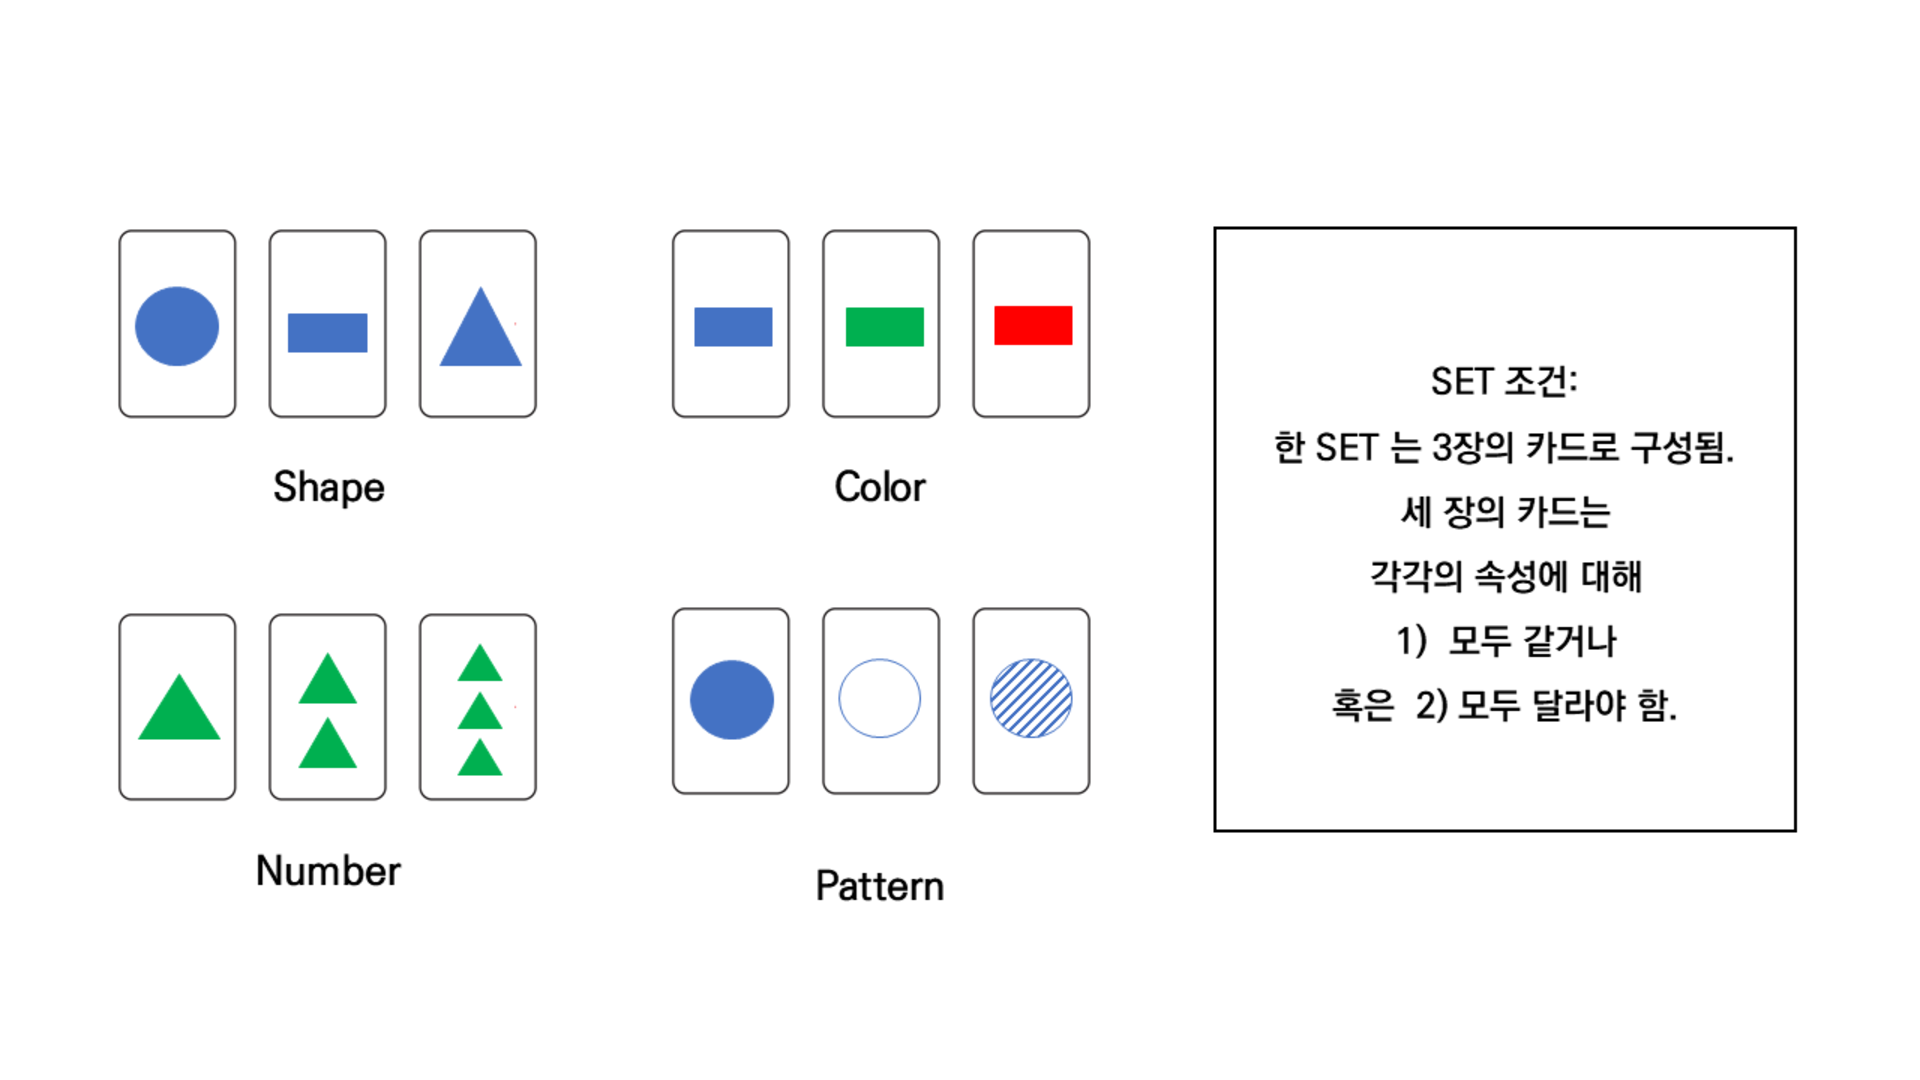 Shape
Color
Number
Pattern
SET 조건:
한 SET 는 3장의 카드로 구성됨.
세 장의 카드는
각각의 속성에 대해
1) 모두 같거나
혹은 2) 모두 달라야 함.